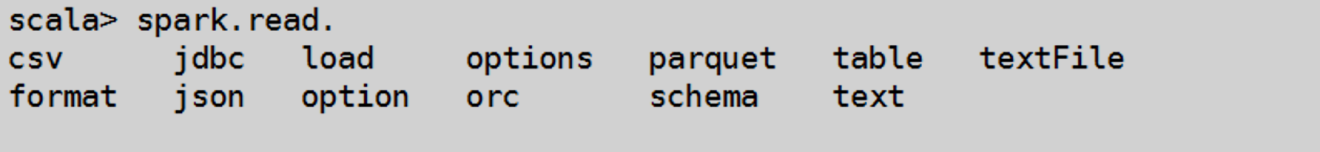 scala> spark.read.
csv      jdbc   load     options   parquet   table   textFile
format   json   option   orc       schema    text